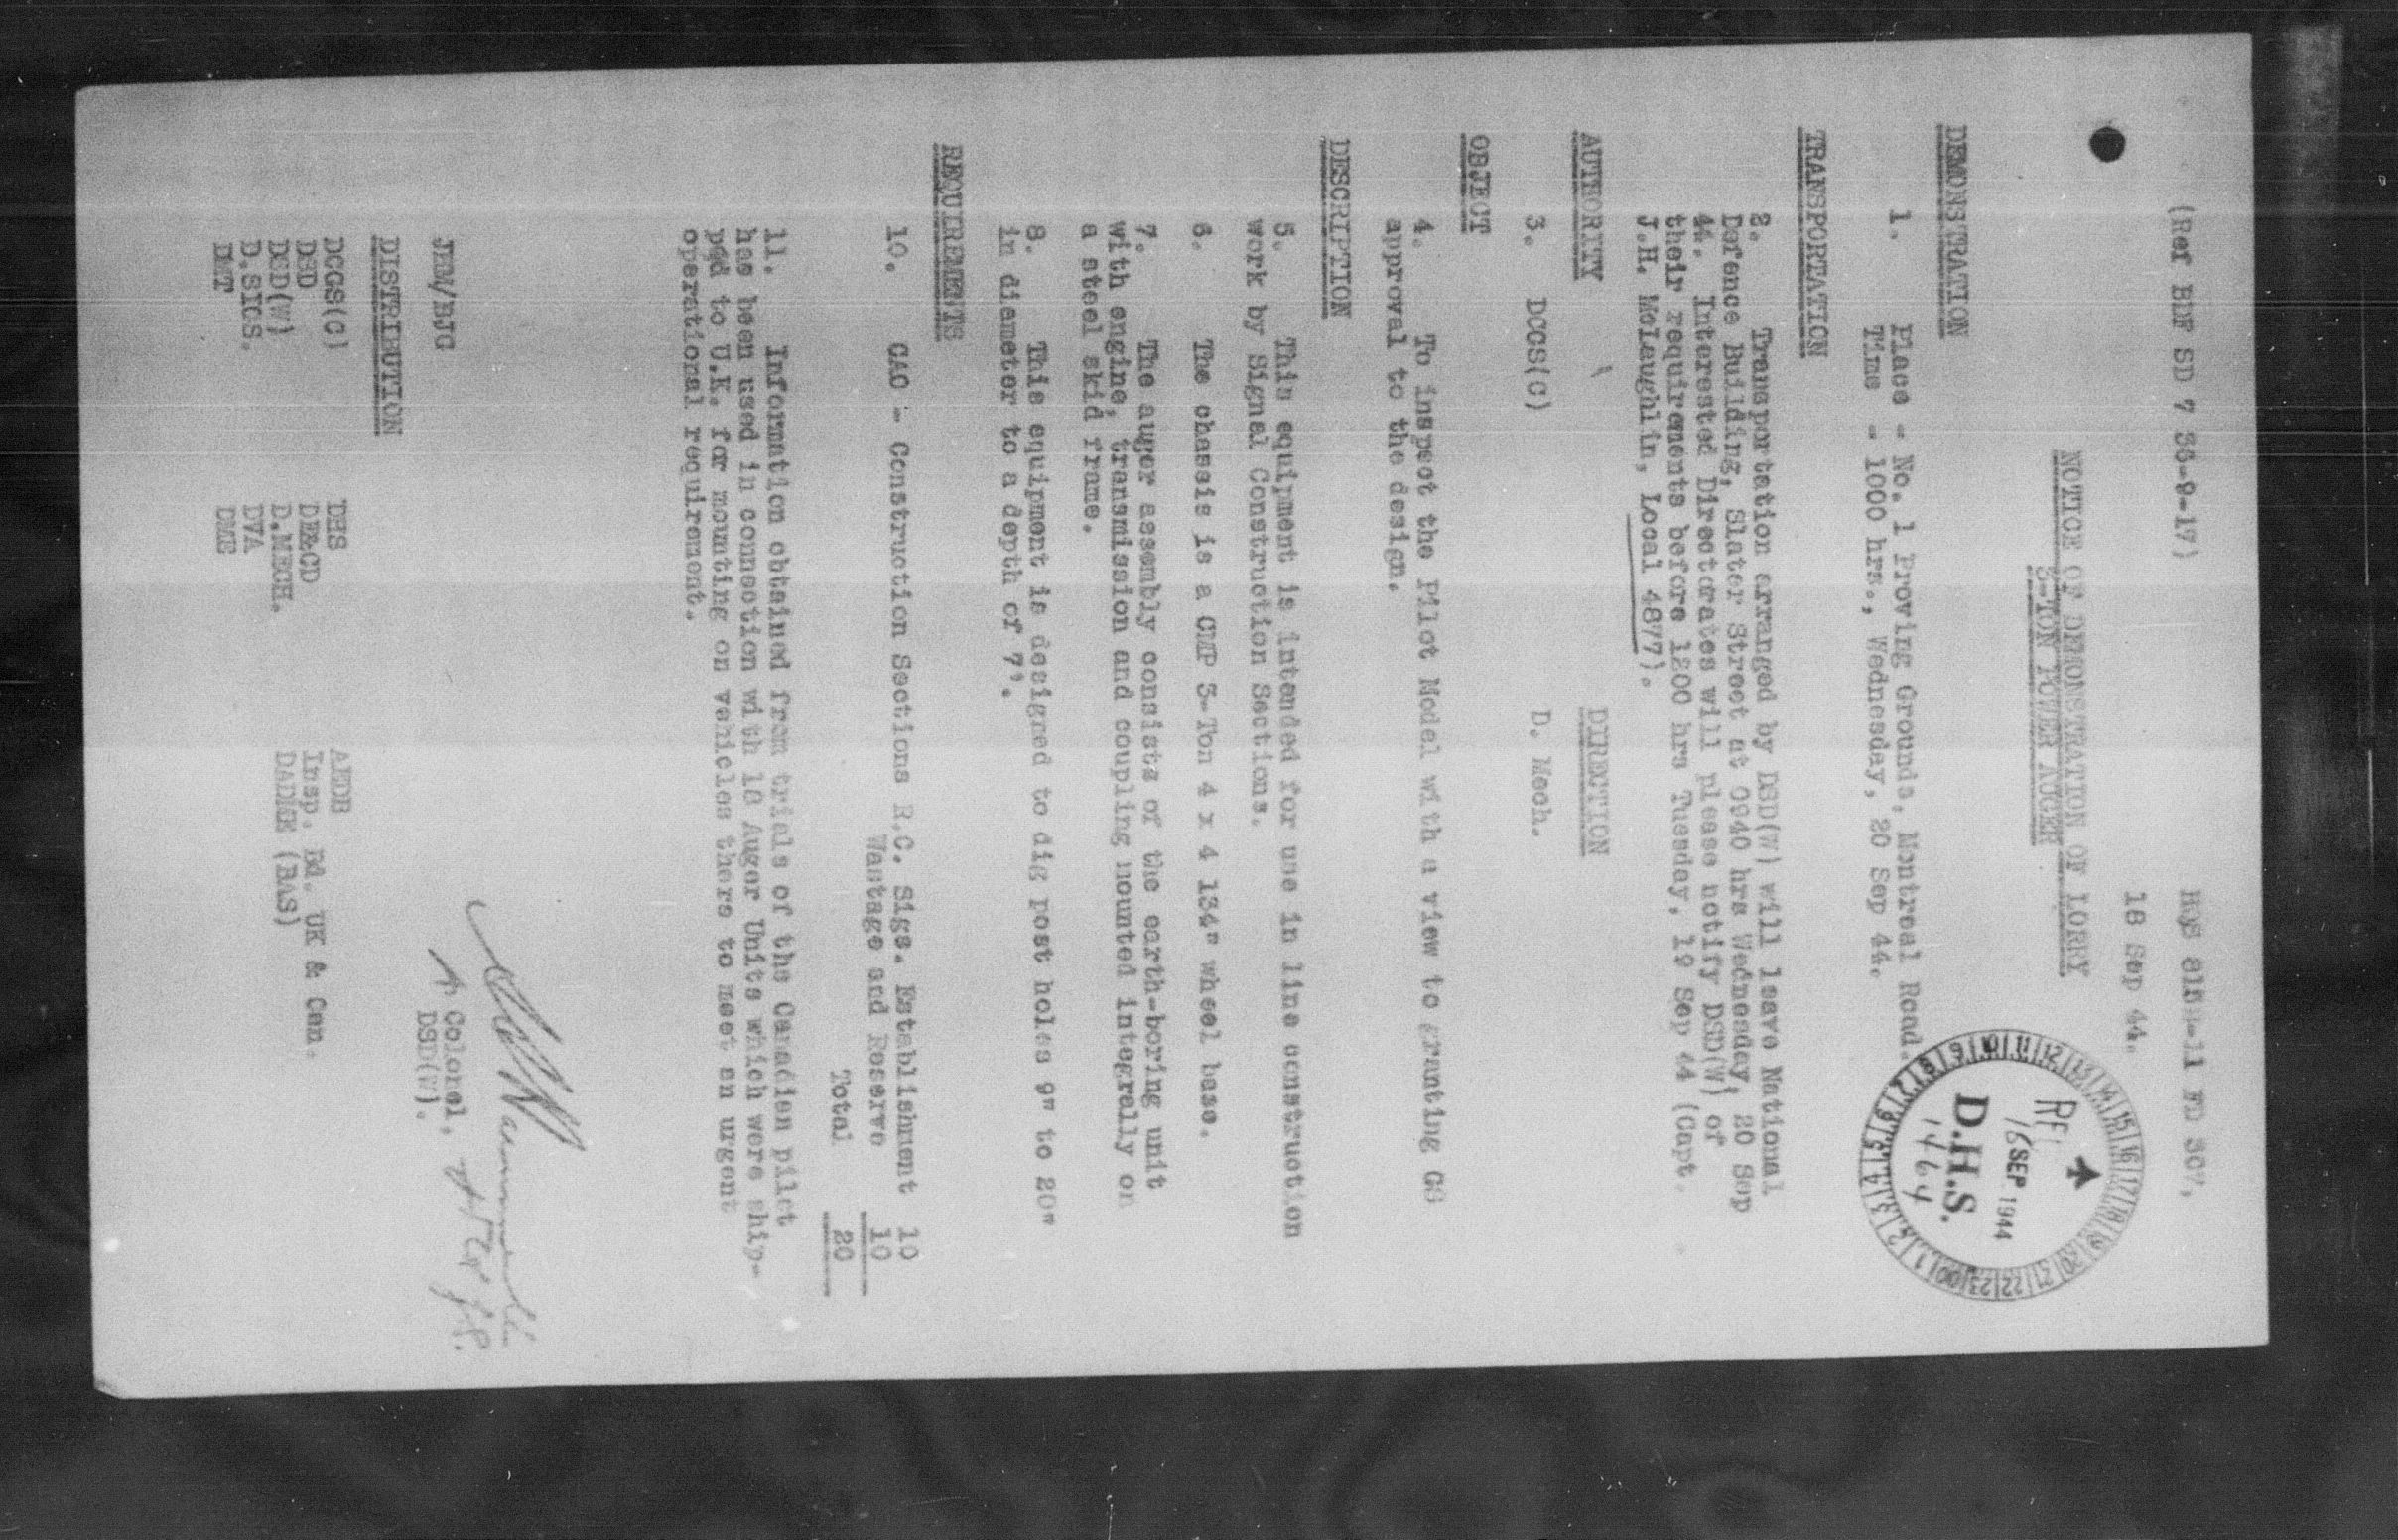 (Ref BDF SD 7 33-9-17)
HQS 8159-11 FD 307,
18 Sep 44.
NOTICE OF DEMONSTRATION OF LORRY
3-TON POWER AUGER
REC
16 SEP 1944
D.H.S.
DEMONSTRATION
1. Place - No. 1 Proving Grounds, Montreal Road.
Time - 1000 hrs., Wednesday, 20 Sep 44.
TRANSPORTATION
2. Transportation arranged by DSD(W) will leave National
Defence Building, Slater Street at 0940 hrs Wednesday, 20 Sep
44. Interested Directorates will please notify DSD(W) of
their requirements before 1200 hrs Tuesday, 19 Sep 44 (Capt.
J.H. McLaughlin, Local 4877).
AUTHORITY DIRECTION
3. DCGS(C) D. Mech.
OBJECT
4. To inspect the Pilot Model with a view to granting GS
approval to the design.
DESCRIPTION
5. This equipment is intended for use in line construction
work by Signal Construction Sections.
6. The chassis is a CMP 3-Ton 4 x 4 134" wheel base.
7. The auger assembly consists of the earth-boring unit
with engine, transmission and coupling mounted integrally on
a steel skid frame.
8. This equipment is designed to dig post holes 9" to 20"
in diameter to a depth of 7'.
REQUIREMENTS
10. CAO - Construction Sections R.C. Sigs. Establishment 10
Wastage and Reserve 10
Total 20
11. Information obtained from trials of the Canadian pilot
has been used in connection with 10 Auger Units which were ship-
ped to U.K. for mounting on vehicles there to meet an urgent
operational requirement.
Colonel,
DSD(W).
JEM/BJG
DISTRIBUTION
DCGS(C) DHS AEDB
DSD DE&CD Insp. Bd. UK & Can.
DSD(W) D.MECH. DADME (BAS)
D.SIGS. DVA
DMT DME